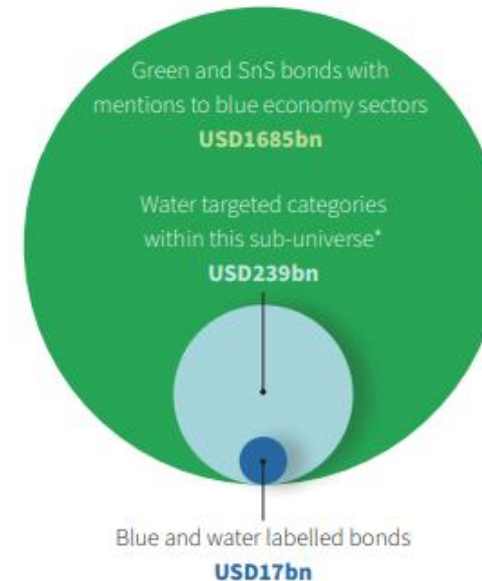 Green and SnS bonds with
mentions to blue economy sectors
USD1685bn
Water targeted categories
within this sub-universe*
USD239bn
Blue and water labelled bonds
USD17bn